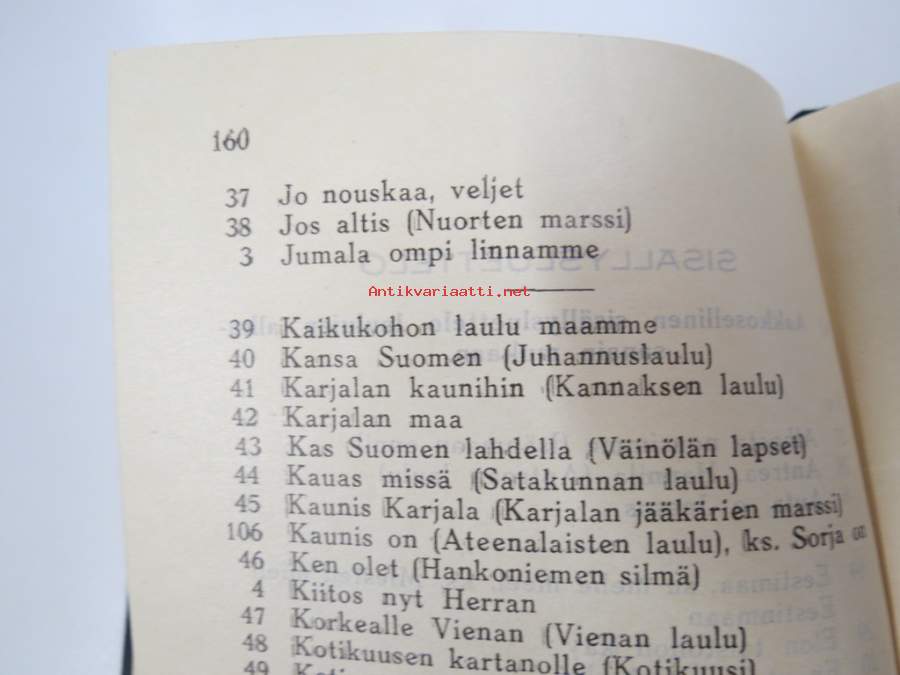 160
37 Jo nouskaa, veljet
38 Jos altis (Nuorten marssi)
3 Jumala ompi linnamme
Antikvariaatti.net
39 Kaikukohon laulu maamme
40 Kansa Suomen (Juhannuslaulu)
41 Karjalan kaunihin (Kannaksen laulu)
42 Karjalan maa
43 Kas Suomen lahdella (Väinölän lapset)
44 Kauas missä (Satakunnan laulu)
45 Kaunis Karjala (Karjalan jääkärien marssi)
106 Kaunis on (Ateenalaisten laulu), ks. Sorja on
46 Ken olet (Hankoniemen silmä)
4 Kiitos nyt Herran
47 Korkealle Vienan (Vienan laulu)
48 Kotikuusen kartanolle (Kotikuusi)
49